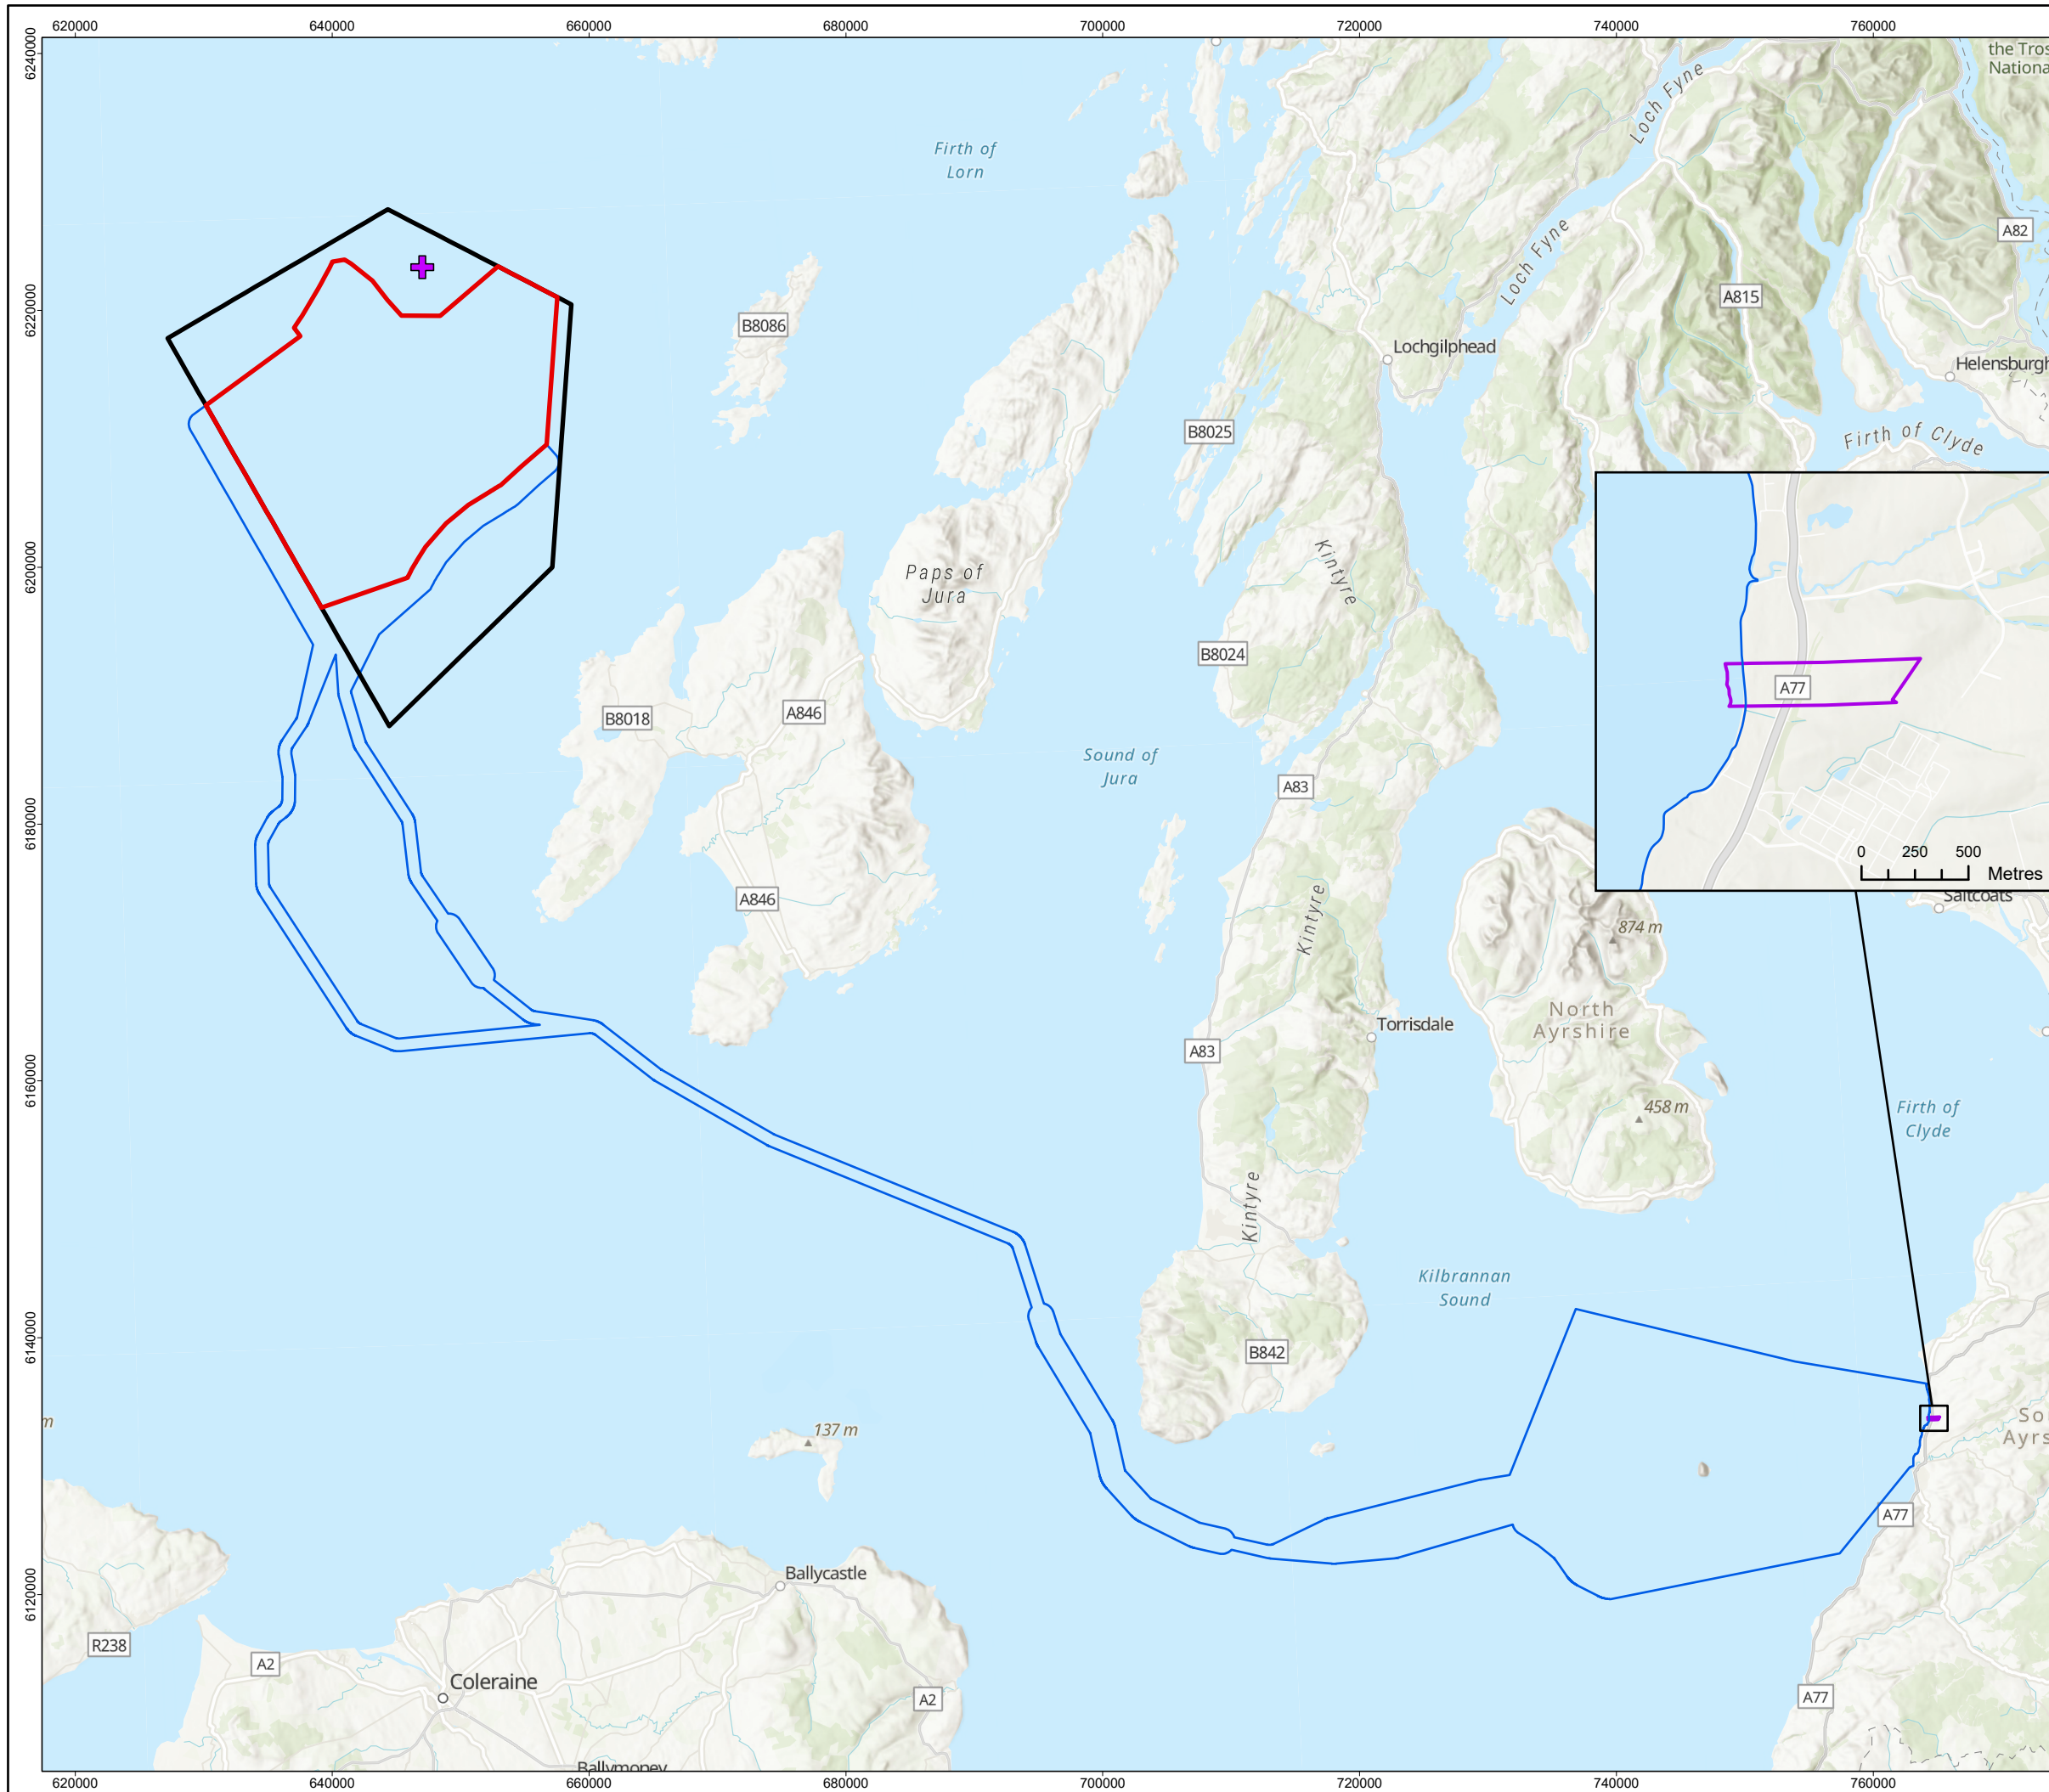 620000 640000 660000 680000 700000 720000 740000 760000
6240000
6220000
6200000
6180000
6160000
6140000
6120000
the Tros
Nationa
Loch Fyne
Firth of
Lorn
A82
Loch Fyne
A815
B8086
Lochgilphead
Helensburgh
B8025
Firth of Clyde
Kintyre
Paps of
Jura
B8024
A77
B8018
A846
Sound of
Jura
A83
0 250 500
Metres
A846
Kintyre
Saltcoats
874 m
North
Ayrshire
Torrisdale
A83
458 m
Firth of
Clyde
Kintyre
Kilbrannan
Sound
B842
m
137 m
So
Ayrs
A77
Ballycastle
R238
A2
Coleraine
A2
A77
Ballymoney
620000 640000 660000 680000 700000 720000 740000 760000